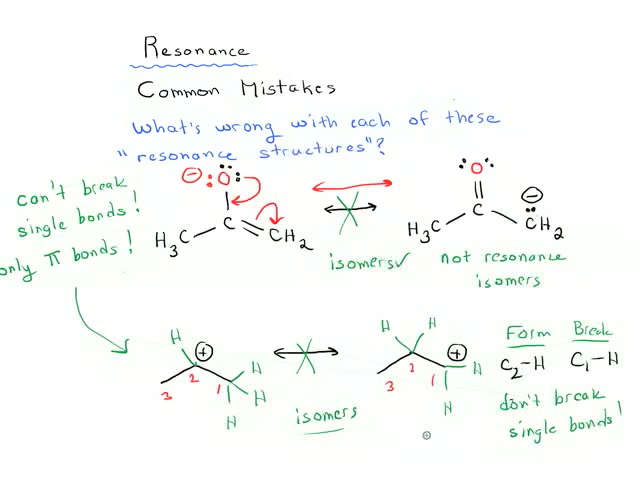 Resonance
Common Mistakes
What's wrong with each of these
"resonance structures"?
can't break
single bonds!
only π bonds!
⊖ :O:
C
H₃C
CH₂
isomers✓
O
C
H₃C
⊖
CH₂
not resonance
isomers
H
⊕
H
H
H
3 2 1
isomers
H H
⊕
H
H
3 2 1
Form Break
C₂-H C₁-H
don't break
single bonds!